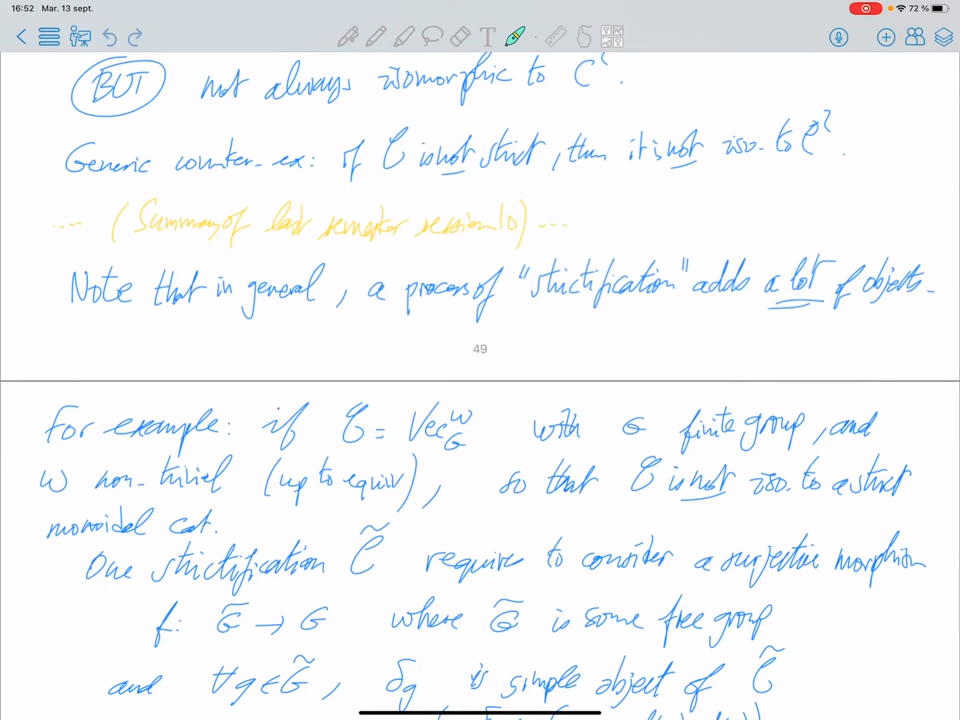 16:52 Mar. 13 sept.
72 %
BUT not always isomorphic to C'.
Generic counter-ex: if C is not strict, then it is not iso. to C'.
.... (Summary of last semester session 10) ...
Note that in general, a process of "strictification" adds a lot of objects.
49
For example: if C = Vec_G^ω with G finite group, and
ω non-trivial (up to equiv), so that C is not iso. to a strict
monoidal cat.
One strictification C̃ require to consider a surjective morphism
f: G̃ → G where G̃ is some free group
and ∀g ∈ G̃, δg is simple object of C̃